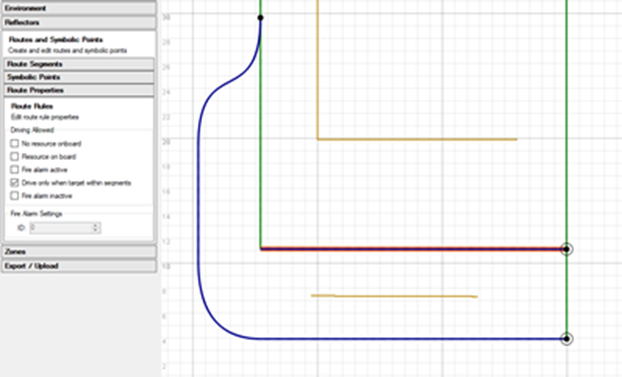 Environment
Reflectors
Routes and Symbolic Points
Create and edit routes and symbolic points
Route Segments
Symbolic Points
Route Properties
Route Rules
Edit route rule properties
Driving Allowed
No resource onboard
Resource on board
Fire alarm active
Drive only when target within segments
Fire alarm inactive
Fire Alarm Settings
ID: 0
Zones
Export / Upload
30
28
26
24
22
20
18
16
14
12
10
8
6
4
2